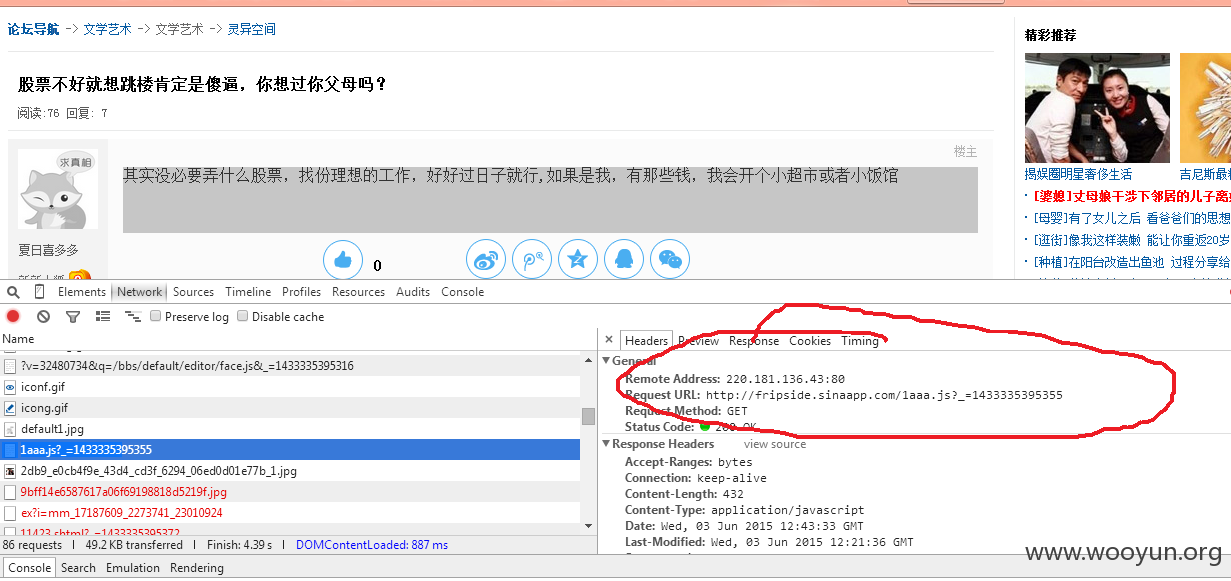 论坛导航 -> 文学艺术 -> 文学艺术 -> 灵异空间
股票不好就想跳楼肯定是傻逼，你想过你父母吗？
阅读:76 回复: 7
楼主
求真相
其实没必要弄什么股票，找份理想的工作，好好过日子就行,如果是我，有那些钱，我会开个小超市或者小饭馆
夏日喜多多
0
精彩推荐
揭娱圈明星奢侈生活
吉尼斯最
[婆媳]丈母娘干涉下邻居的儿子离
[母婴]有了女儿之后 看爸爸们的思想
[逛街]像我这样装嫩 能让你重返20岁
[种植]在阳台改造出鱼池 过程分享给
Elements Network Sources Timeline Profiles Resources Audits Console
Preserve log Disable cache
Name
?v=32480734&q=/bbs/default/editor/face.js&_=1433335395316
iconf.gif
icong.gif
default1.jpg
1aaa.js?_=1433335395355
2db9_e0cb4f9e_43d4_cd3f_6294_06ed0d01e77b_1.jpg
9bff14e6587617a06f69198818d5219f.jpg
ex?i=mm_17187609_2273741_23010924
11423.shtml?_=1433335395372
86 requests | 49.2 KB transferred | Finish: 4.39 s | DOMContentLoaded: 887 ms
× Headers Preview Response Cookies Timing
General
Remote Address: 220.181.136.43:80
Request URL: http://fripside.sinaapp.com/1aaa.js?_=1433335395355
Request Method: GET
Status Code: 200 OK
Response Headers view source
Accept-Ranges: bytes
Connection: keep-alive
Content-Length: 432
Content-Type: application/javascript
Date: Wed, 03 Jun 2015 12:43:33 GMT
Last-Modified: Wed, 03 Jun 2015 12:21:36 GMT
Console Search Emulation Rendering
www.wooyun.org